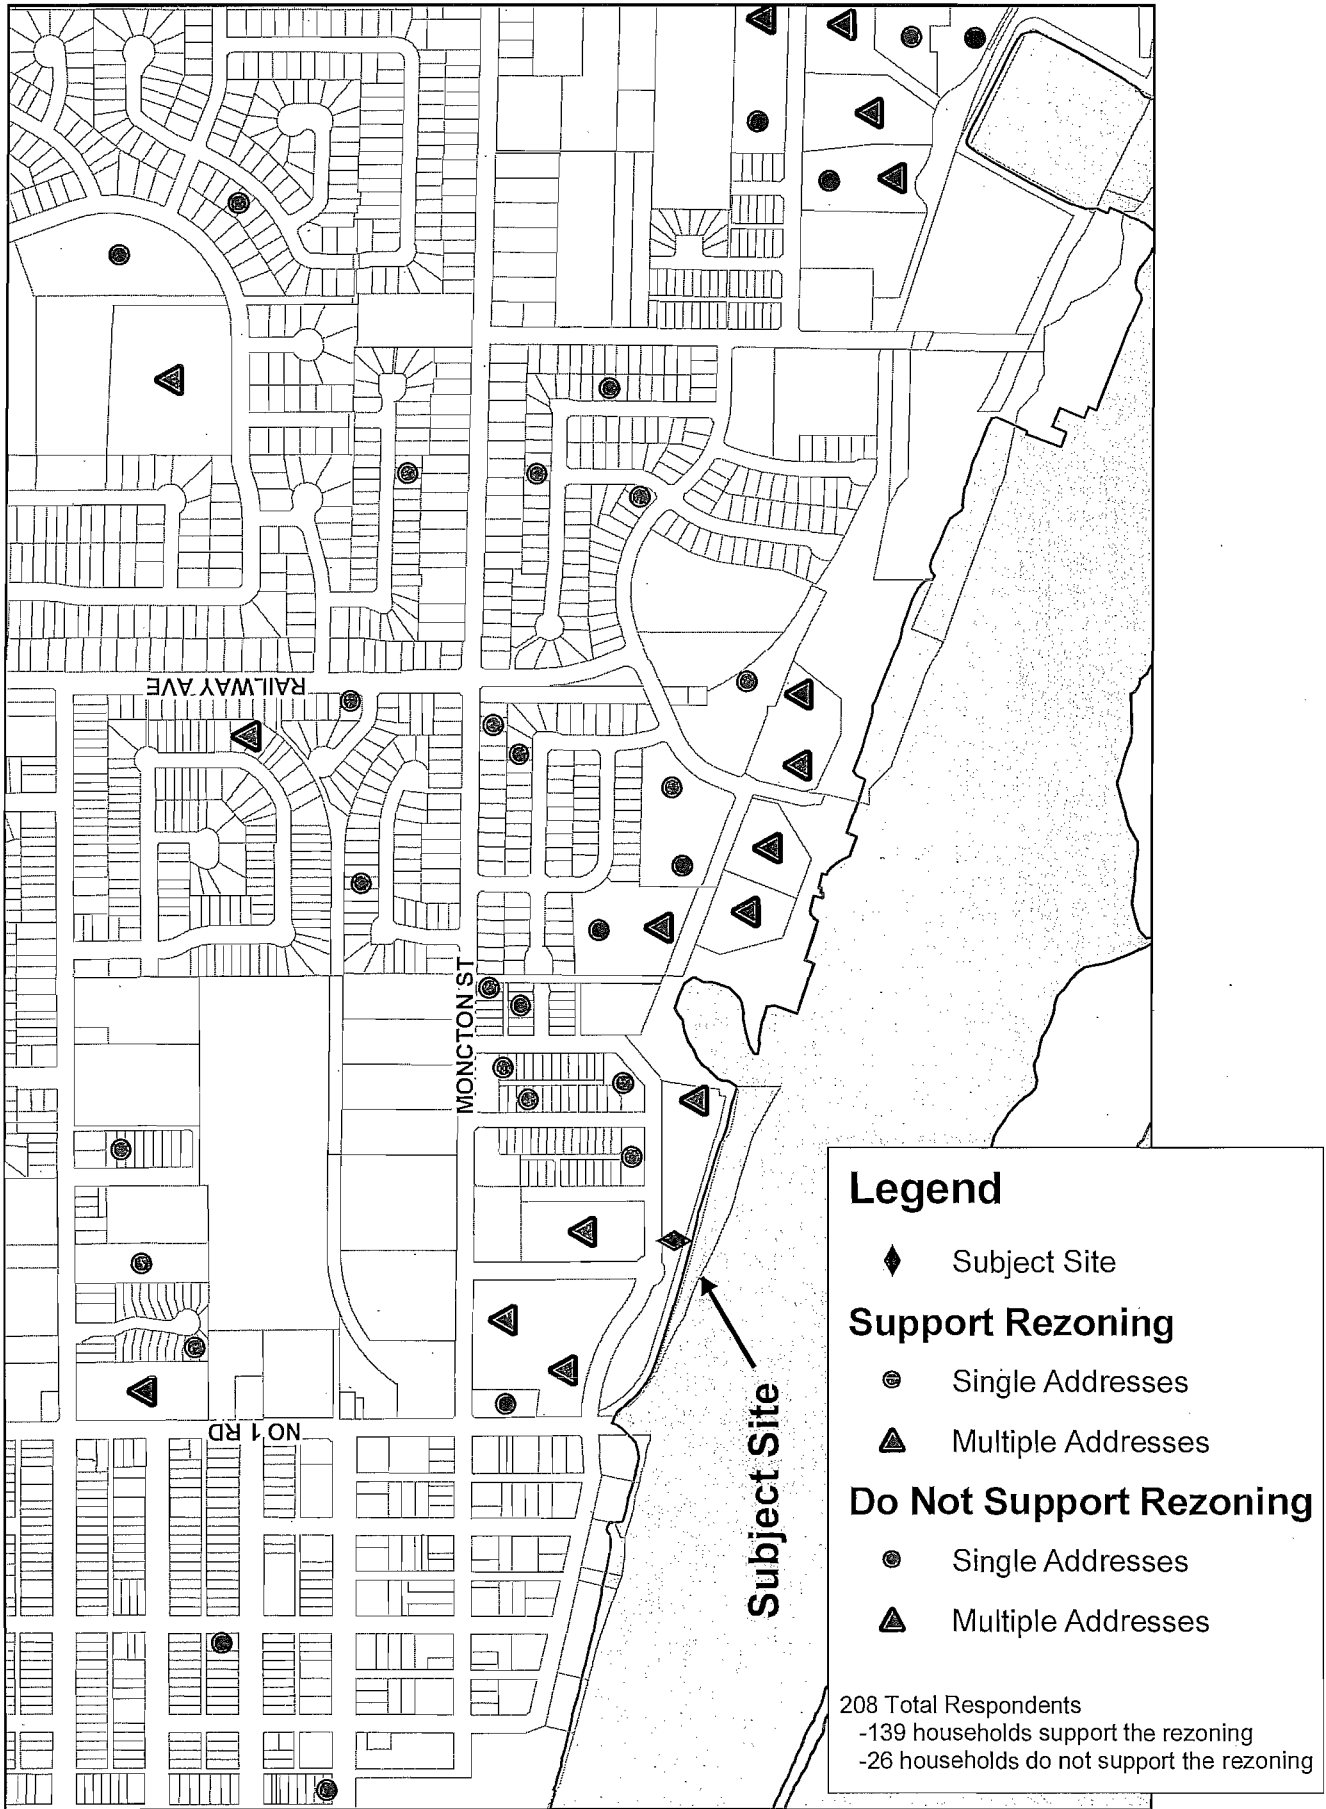 RAILWAY AVE
MONCTON ST
NO 1 RD
Subject Site
Legend
Subject Site
Support Rezoning
Single Addresses
Multiple Addresses
Do Not Support Rezoning
Single Addresses
Multiple Addresses
208 Total Respondents
-139 households support the rezoning
-26 households do not support the rezoning